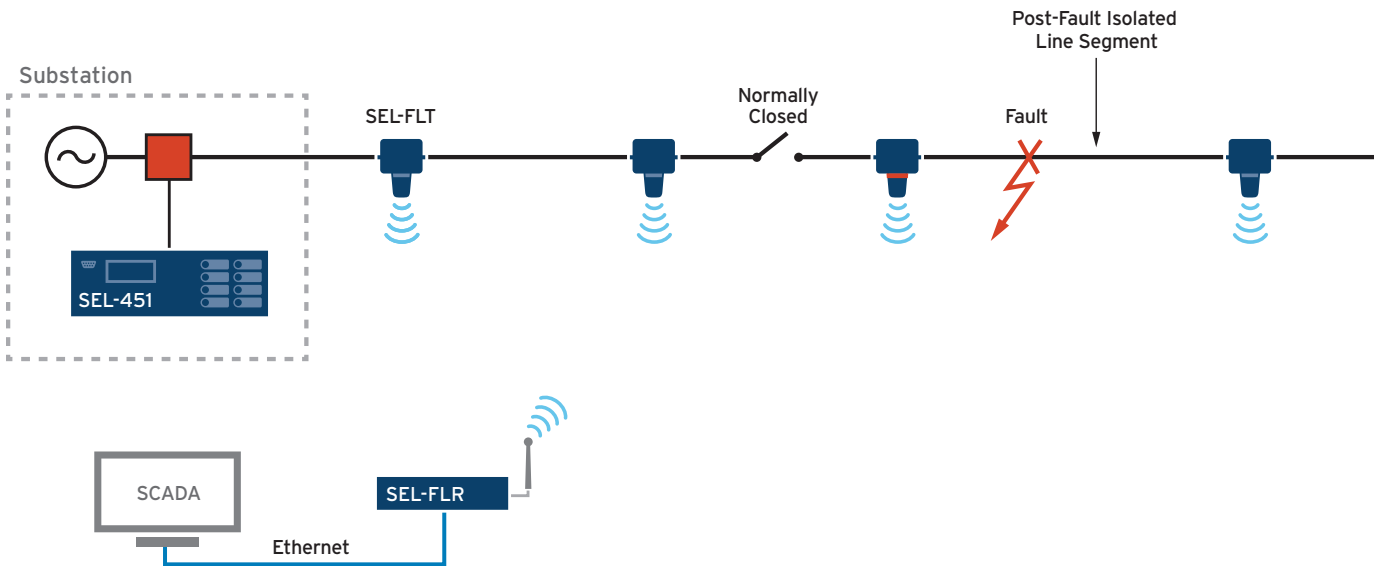 Post-Fault Isolated
Line Segment
Substation
Normally
Closed
SEL-FLT
Fault
SEL-451
SCADA
SEL-FLR
Ethernet